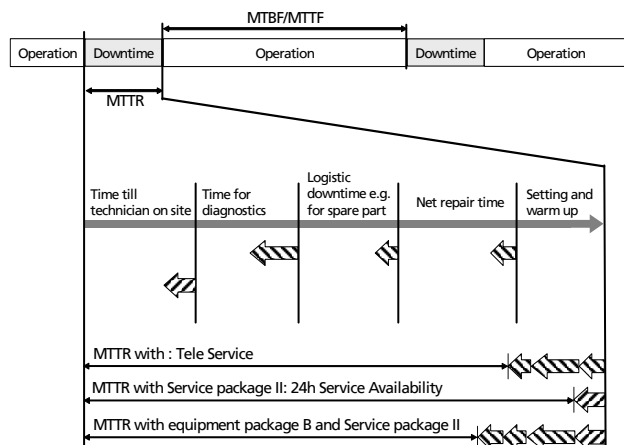 MTBF/MTTF
Operation Downtime Operation Downtime Operation
MTTR
Time till
technician on site
Time for
diagnostics
Logistic
downtime e.g.
for spare part
Net repair time
Setting and
warm up
MTTR with : Tele Service
MTTR with Service package II: 24h Service Availability
MTTR with equipment package B and Service package II